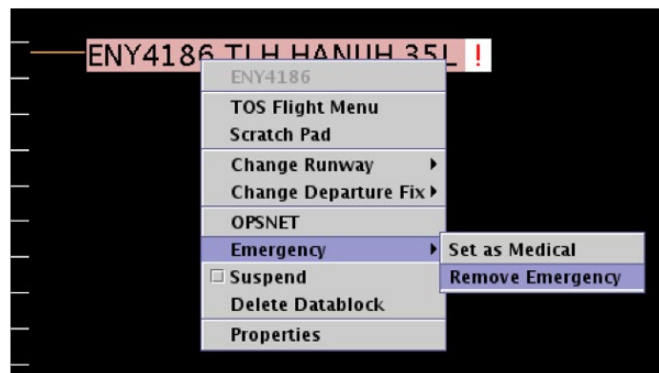 ENY4186 TLH HANUH 35L !
ENY4186
TOS Flight Menu
Scratch Pad
Change Runway
Change Departure Fix
OPSNET
Emergency
Set as Medical
Suspend
Remove Emergency
Delete Datablock
Properties